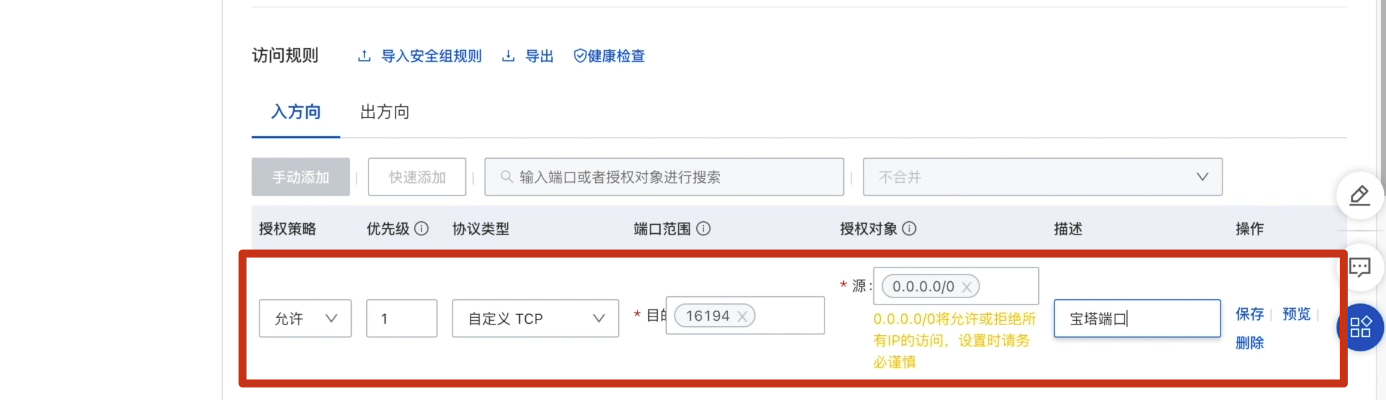 访问规则 导入安全组规则 导出 健康检查
入方向 出方向
手动添加 快速添加 输入端口或者授权对象进行搜索 不合并
授权策略 优先级 协议类型 端口范围 授权对象 描述 操作
允许 1 自定义 TCP * 目的 16194 * 源: 0.0.0.0/0 宝塔端口 保存 预览
0.0.0.0/0将允许或拒绝所
有IP的访问，设置时请务
必谨慎
删除